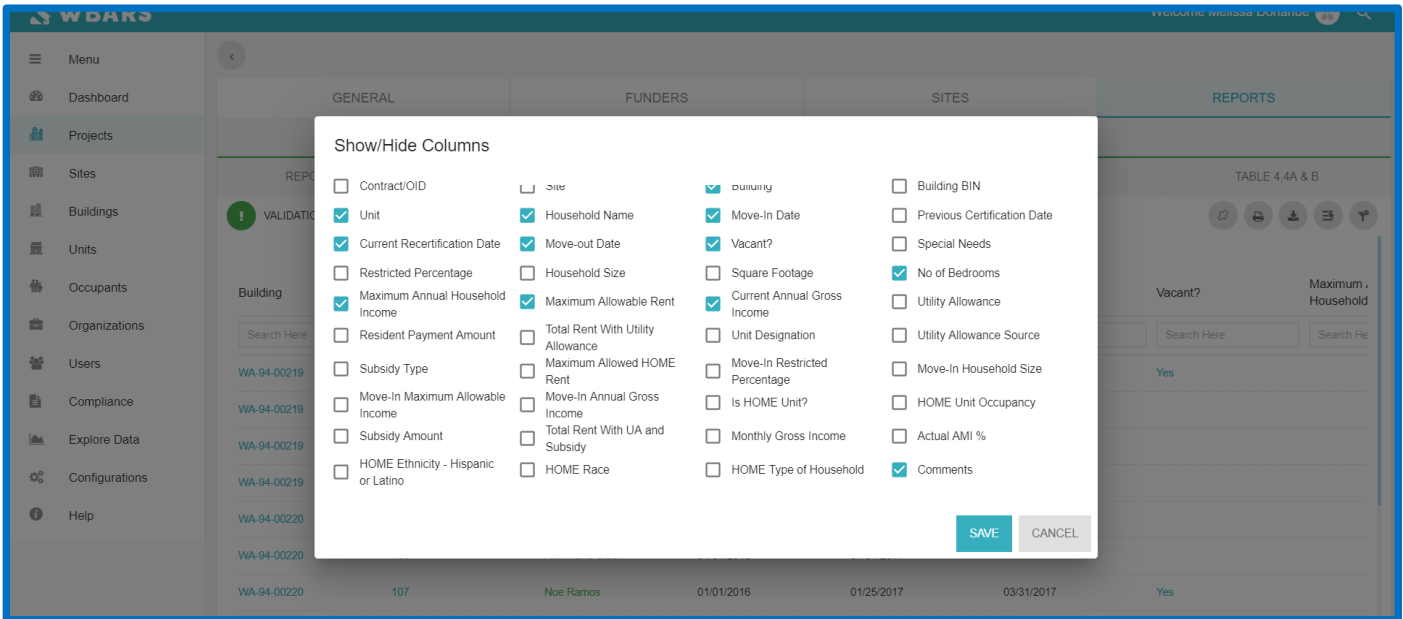 WBARS
Welcome Melissa Donahue
Menu
Dashboard
Projects
Sites
Buildings
Units
Occupants
Organizations
Users
Compliance
Explore Data
Configurations
Help
GENERAL FUNDERS SITES REPORTS
REPO TABLE 4,4A & B
VALIDATIO
Show/Hide Columns
Contract/OID Site Building Building BIN
Unit Household Name Move-In Date Previous Certification Date
Current Recertification Date Move-out Date Vacant? Special Needs
Restricted Percentage Household Size Square Footage No of Bedrooms
Maximum Annual Household Income Maximum Allowable Rent Current Annual Gross Income Utility Allowance
Resident Payment Amount Total Rent With Utility Allowance Unit Designation Utility Allowance Source
Subsidy Type Maximum Allowed HOME Rent Move-In Restricted Percentage Move-In Household Size
Move-In Maximum Allowable Income Move-In Annual Gross Income Is HOME Unit? HOME Unit Occupancy
Subsidy Amount Total Rent With UA and Subsidy Monthly Gross Income Actual AMI %
HOME Ethnicity - Hispanic or Latino HOME Race HOME Type of Household Comments
SAVE CANCEL
Building Vacant? Maximum Household
Search Here Search Here Search He
WA-94-00219 Yes
WA-94-00219
WA-94-00219
WA-94-00219
WA-94-00220
WA-94-00220
WA-94-00220 107 Noe Ramos 01/01/2016 01/25/2017 03/31/2017 Yes